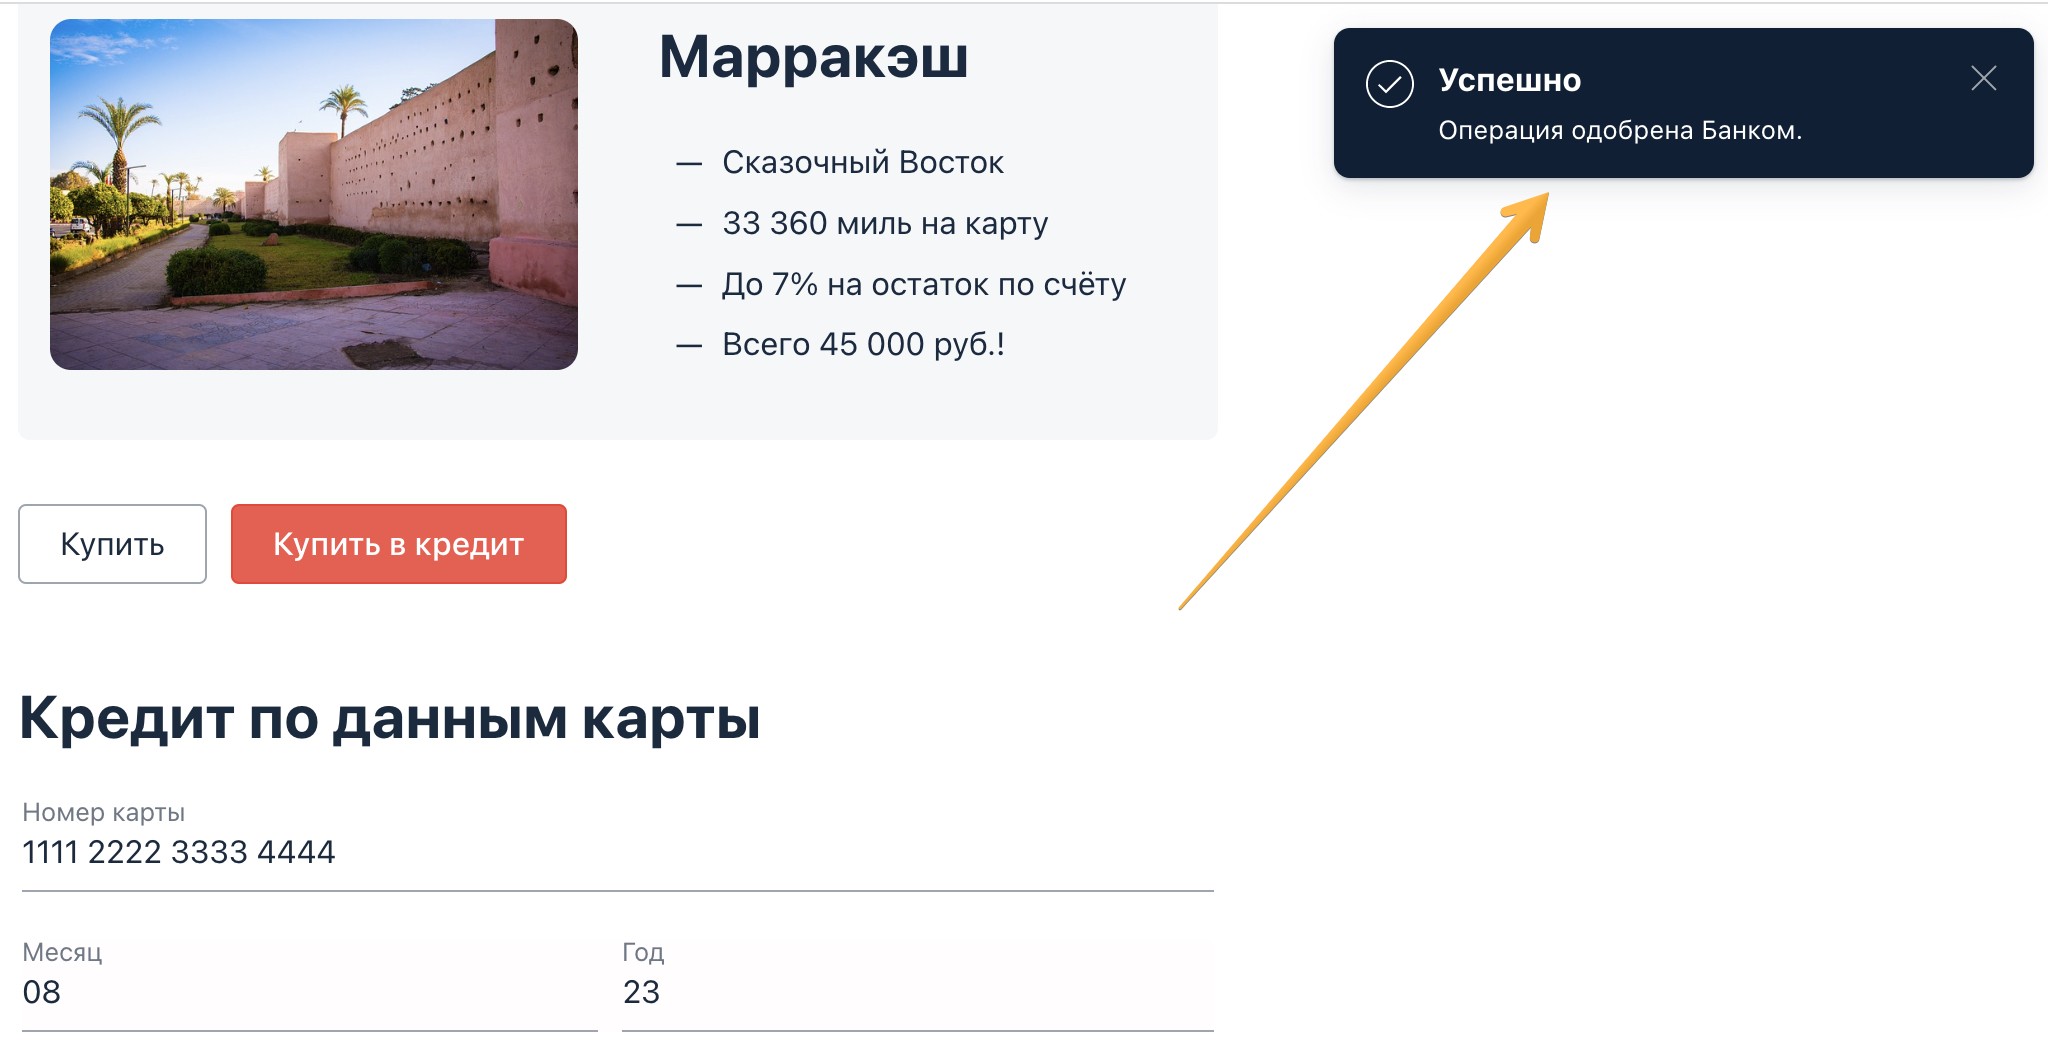 Марракэш
— Сказочный Восток
— 33 360 миль на карту
— До 7% на остаток по счёту
— Всего 45 000 руб.!
Успешно
Операция одобрена Банком.
Купить
Купить в кредит
Кредит по данным карты
Номер карты
1111 2222 3333 4444
Месяц
08
Год
23